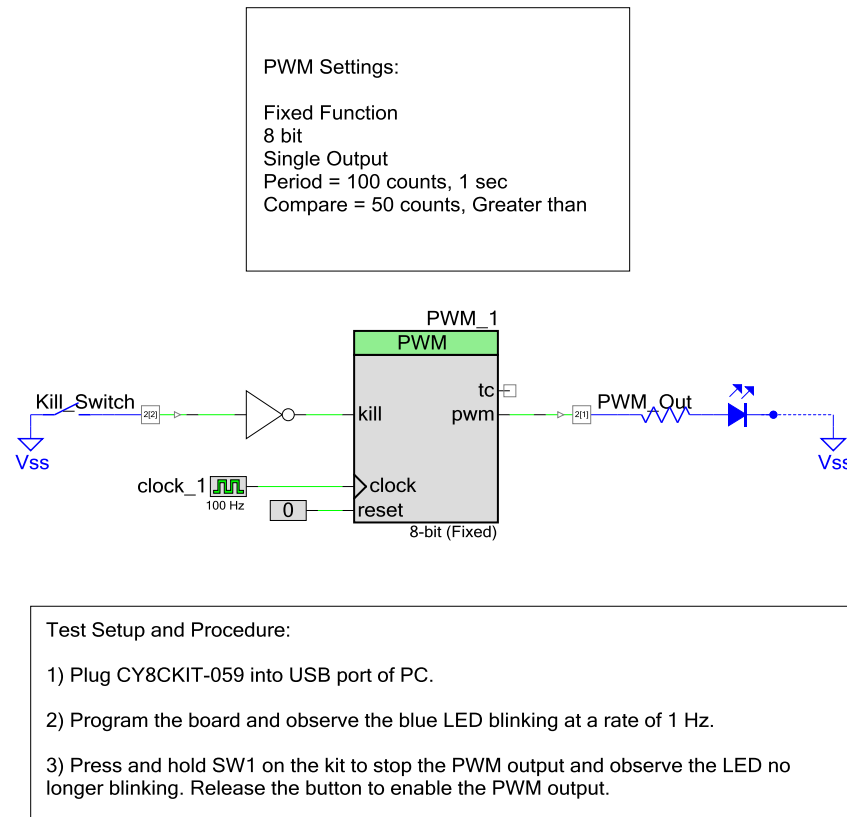 PWM Settings:
Fixed Function
8 bit
Single Output
Period = 100 counts, 1 sec
Compare = 50 counts, Greater than
PWM_1
PWM
tc
Kill_Switch
2[2]
kill
pwm
2[1]
PWM_Out
Vss
Vss
clock_1
100 Hz
clock
0
reset
8-bit (Fixed)
Test Setup and Procedure:
1) Plug CY8CKIT-059 into USB port of PC.
2) Program the board and observe the blue LED blinking at a rate of 1 Hz.
3) Press and hold SW1 on the kit to stop the PWM output and observe the LED no
longer blinking. Release the button to enable the PWM output.